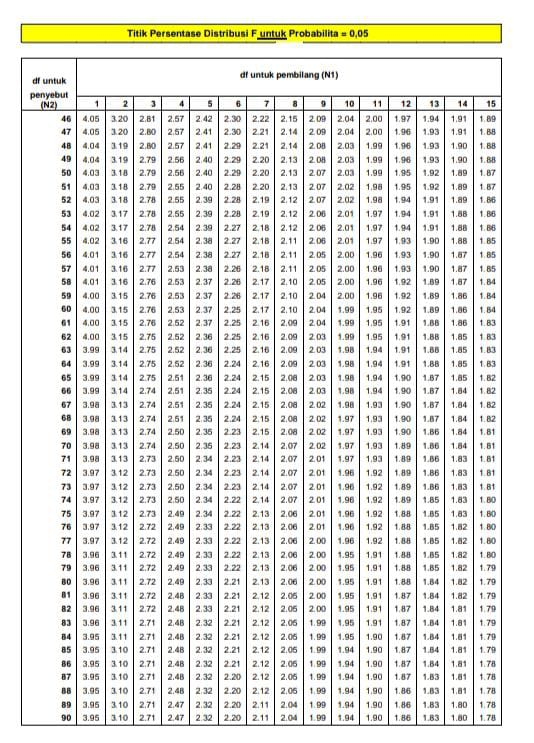 Titik Persentase Distribusi F untuk Probabilita = 0,05
df untuk penyebut (N2)
df untuk pembilang (N1)
1 2 3 4 5 6 7 8 9 10 11 12 13 14 15
46 4.05 3.20 2.81 2.57 2.42 2.30 2.22 2.15 2.09 2.04 2.00 1.97 1.94 1.91 1.89
47 4.05 3.20 2.80 2.57 2.41 2.30 2.21 2.14 2.09 2.04 2.00 1.96 1.93 1.91 1.88
48 4.04 3.19 2.80 2.57 2.41 2.29 2.21 2.14 2.08 2.03 1.99 1.96 1.93 1.90 1.88
49 4.04 3.19 2.79 2.56 2.40 2.29 2.20 2.13 2.08 2.03 1.99 1.96 1.93 1.90 1.88
50 4.03 3.18 2.79 2.56 2.40 2.29 2.20 2.13 2.07 2.03 1.99 1.95 1.92 1.89 1.87
51 4.03 3.18 2.79 2.55 2.40 2.28 2.20 2.13 2.07 2.02 1.98 1.95 1.92 1.89 1.87
52 4.03 3.18 2.78 2.55 2.39 2.28 2.19 2.12 2.07 2.02 1.98 1.94 1.91 1.89 1.86
53 4.02 3.17 2.78 2.55 2.39 2.28 2.19 2.12 2.06 2.01 1.97 1.94 1.91 1.88 1.86
54 4.02 3.17 2.78 2.54 2.39 2.27 2.18 2.12 2.06 2.01 1.97 1.94 1.91 1.88 1.86
55 4.02 3.16 2.77 2.54 2.38 2.27 2.18 2.11 2.06 2.01 1.97 1.93 1.90 1.88 1.85
56 4.01 3.16 2.77 2.54 2.38 2.27 2.18 2.11 2.05 2.00 1.96 1.93 1.90 1.87 1.85
57 4.01 3.16 2.77 2.53 2.38 2.26 2.18 2.11 2.05 2.00 1.96 1.93 1.90 1.87 1.85
58 4.01 3.16 2.76 2.53 2.37 2.26 2.17 2.10 2.05 2.00 1.96 1.92 1.89 1.87 1.84
59 4.00 3.15 2.76 2.53 2.37 2.26 2.17 2.10 2.04 2.00 1.96 1.92 1.89 1.86 1.84
60 4.00 3.15 2.76 2.53 2.37 2.25 2.17 2.10 2.04 1.99 1.95 1.92 1.89 1.86 1.84
61 4.00 3.15 2.76 2.52 2.37 2.25 2.16 2.09 2.04 1.99 1.95 1.91 1.88 1.86 1.83
62 4.00 3.15 2.75 2.52 2.36 2.25 2.16 2.09 2.03 1.99 1.95 1.91 1.88 1.85 1.83
63 3.99 3.14 2.75 2.52 2.36 2.25 2.16 2.09 2.03 1.98 1.94 1.91 1.88 1.85 1.83
64 3.99 3.14 2.75 2.52 2.36 2.24 2.16 2.09 2.03 1.98 1.94 1.91 1.88 1.85 1.83
65 3.99 3.14 2.75 2.51 2.36 2.24 2.15 2.08 2.03 1.98 1.94 1.90 1.87 1.85 1.82
66 3.99 3.14 2.74 2.51 2.35 2.24 2.15 2.08 2.03 1.98 1.94 1.90 1.87 1.84 1.82
67 3.98 3.13 2.74 2.51 2.35 2.24 2.15 2.08 2.02 1.98 1.93 1.90 1.87 1.84 1.82
68 3.98 3.13 2.74 2.51 2.35 2.24 2.15 2.08 2.02 1.97 1.93 1.90 1.87 1.84 1.82
69 3.98 3.13 2.74 2.50 2.35 2.23 2.15 2.08 2.02 1.97 1.93 1.90 1.86 1.84 1.81
70 3.98 3.13 2.74 2.50 2.35 2.23 2.14 2.07 2.02 1.97 1.93 1.89 1.86 1.84 1.81
71 3.98 3.13 2.73 2.50 2.34 2.23 2.14 2.07 2.01 1.97 1.93 1.89 1.86 1.83 1.81
72 3.97 3.12 2.73 2.50 2.34 2.23 2.14 2.07 2.01 1.96 1.92 1.89 1.86 1.83 1.81
73 3.97 3.12 2.73 2.50 2.34 2.23 2.14 2.07 2.01 1.96 1.92 1.89 1.86 1.83 1.81
74 3.97 3.12 2.73 2.50 2.34 2.22 2.14 2.07 2.01 1.96 1.92 1.89 1.85 1.83 1.80
75 3.97 3.12 2.73 2.49 2.34 2.22 2.13 2.06 2.01 1.96 1.92 1.88 1.85 1.83 1.80
76 3.97 3.12 2.72 2.49 2.33 2.22 2.13 2.06 2.01 1.96 1.92 1.88 1.85 1.82 1.80
77 3.97 3.12 2.72 2.49 2.33 2.22 2.13 2.06 2.00 1.96 1.92 1.88 1.85 1.82 1.80
78 3.96 3.11 2.72 2.49 2.33 2.22 2.13 2.06 2.00 1.95 1.91 1.88 1.85 1.82 1.80
79 3.96 3.11 2.72 2.49 2.33 2.22 2.13 2.06 2.00 1.95 1.91 1.88 1.85 1.82 1.79
80 3.96 3.11 2.72 2.49 2.33 2.21 2.13 2.06 2.00 1.95 1.91 1.88 1.84 1.82 1.79
81 3.96 3.11 2.72 2.48 2.33 2.21 2.12 2.05 2.00 1.95 1.91 1.87 1.84 1.82 1.79
82 3.96 3.11 2.72 2.48 2.33 2.21 2.12 2.05 2.00 1.95 1.91 1.87 1.84 1.81 1.79
83 3.96 3.11 2.71 2.48 2.32 2.21 2.12 2.05 1.99 1.95 1.91 1.87 1.84 1.81 1.79
84 3.95 3.11 2.71 2.48 2.32 2.21 2.12 2.05 1.99 1.95 1.90 1.87 1.84 1.81 1.79
85 3.95 3.10 2.71 2.48 2.32 2.21 2.12 2.05 1.99 1.94 1.90 1.87 1.84 1.81 1.79
86 3.95 3.10 2.71 2.48 2.32 2.21 2.12 2.05 1.99 1.94 1.90 1.87 1.84 1.81 1.78
87 3.95 3.10 2.71 2.48 2.32 2.20 2.12 2.05 1.99 1.94 1.90 1.87 1.83 1.81 1.78
88 3.95 3.10 2.71 2.48 2.32 2.20 2.12 2.05 1.99 1.94 1.90 1.86 1.83 1.81 1.78
89 3.95 3.10 2.71 2.47 2.32 2.20 2.11 2.04 1.99 1.94 1.90 1.86 1.83 1.80 1.78
90 3.95 3.10 2.71 2.47 2.32 2.20 2.11 2.04 1.99 1.94 1.90 1.86 1.83 1.80 1.78